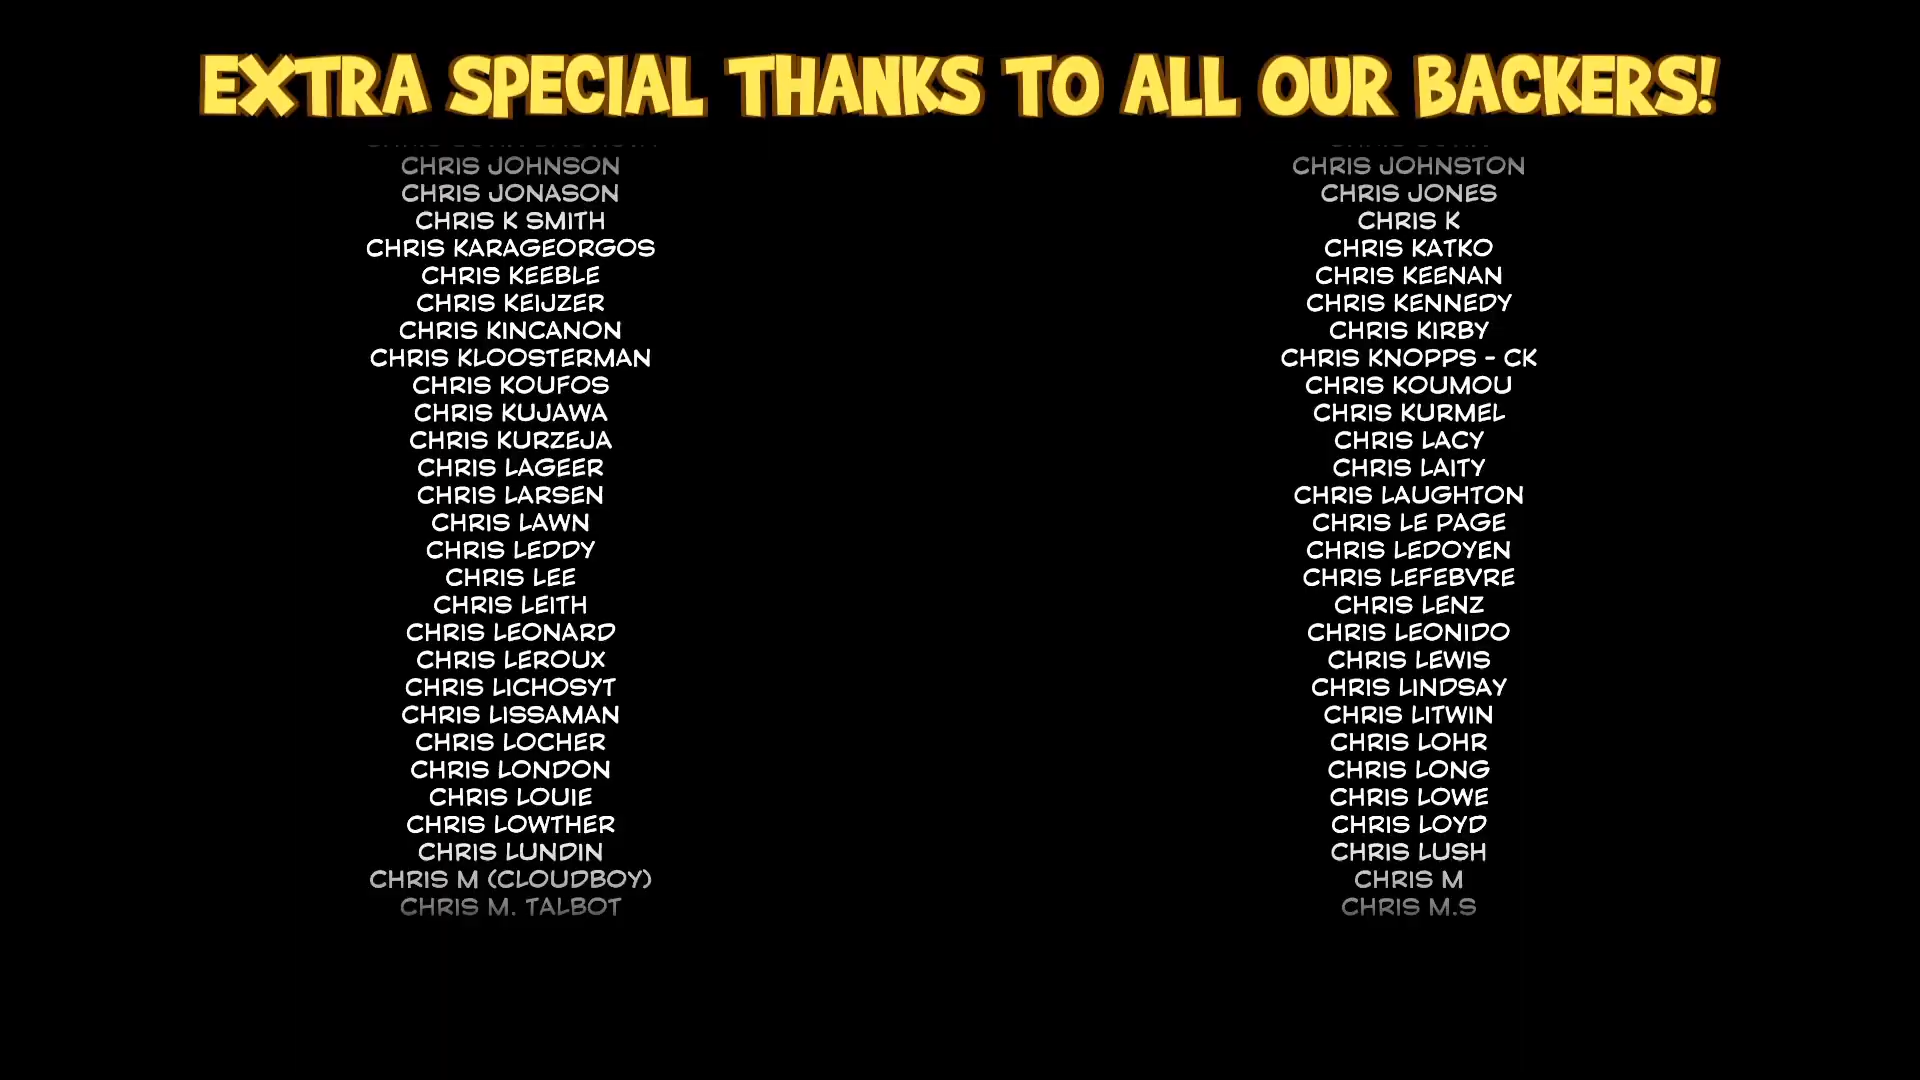 EXTRA SPECIAL THANKS TO ALL OUR BACKERS!
CHRIS JOHNSON CHRIS JOHNSTON
CHRIS JONASON CHRIS JONES
CHRIS K SMITH CHRIS K
CHRIS KARAGEORGOS CHRIS KATKO
CHRIS KEEBLE CHRIS KEENAN
CHRIS KEIJZER CHRIS KENNEDY
CHRIS KINCANON CHRIS KIRBY
CHRIS KLOOSTERMAN CHRIS KNOPPS - CK
CHRIS KOUFOS CHRIS KOUMOU
CHRIS KUJAWA CHRIS KURMEL
CHRIS KURZEJA CHRIS LACY
CHRIS LAGEER CHRIS LAITY
CHRIS LARSEN CHRIS LAUGHTON
CHRIS LAWN CHRIS LE PAGE
CHRIS LEDDY CHRIS LEDOYEN
CHRIS LEE CHRIS LEFEBVRE
CHRIS LEITH CHRIS LENZ
CHRIS LEONARD CHRIS LEONIDO
CHRIS LEROUX CHRIS LEWIS
CHRIS LICHOSYT CHRIS LINDSAY
CHRIS LISSAMAN CHRIS LITWIN
CHRIS LOCHER CHRIS LOHR
CHRIS LONDON CHRIS LONG
CHRIS LOUIE CHRIS LOWE
CHRIS LOWTHER CHRIS LOYD
CHRIS LUNDIN CHRIS LUSH
CHRIS M (CLOUDBOY) CHRIS M
CHRIS M. TALBOT CHRIS M.S